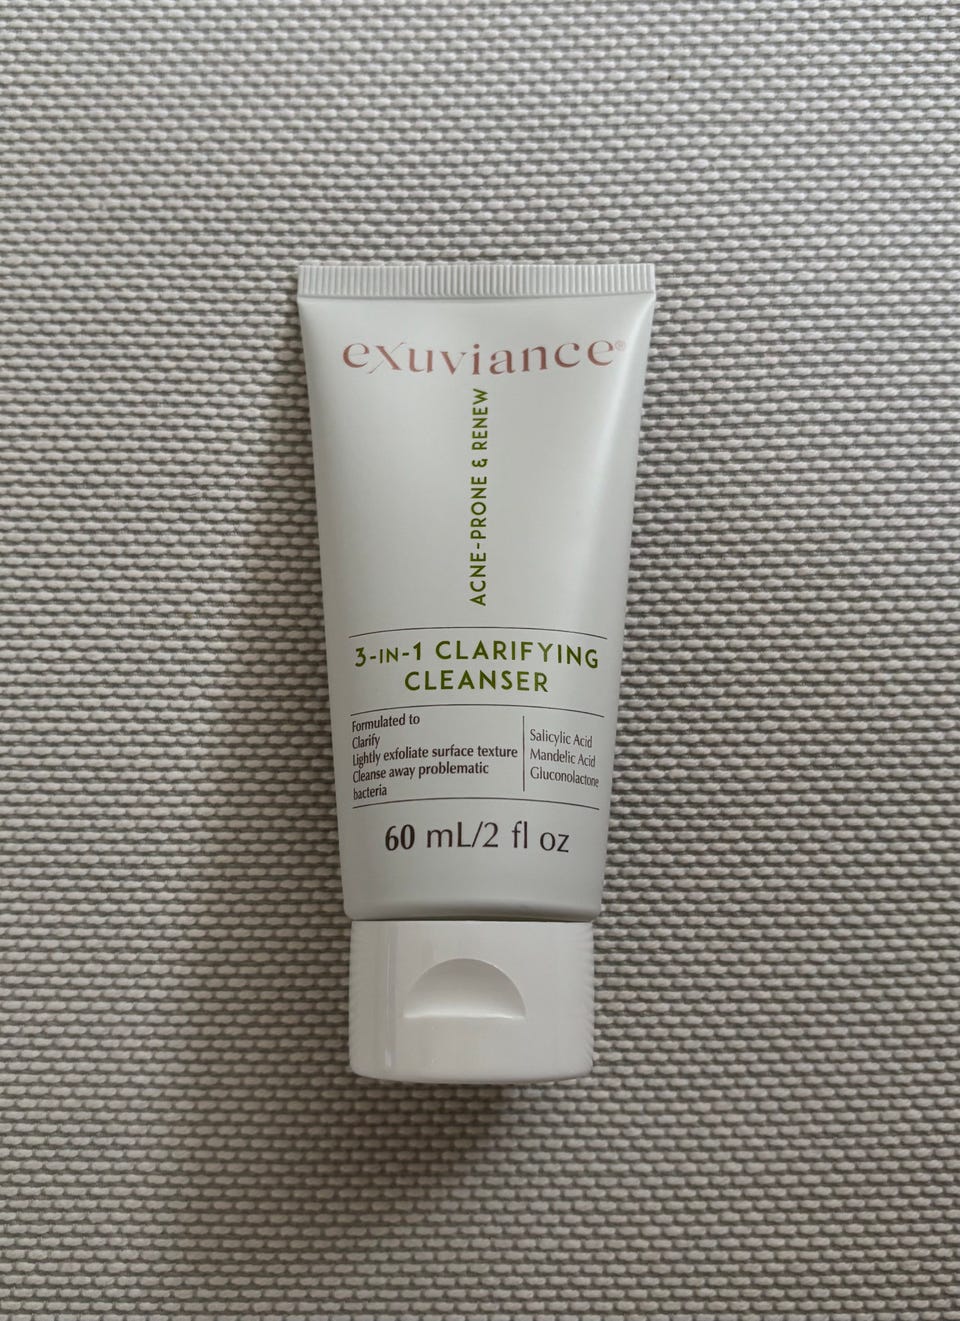 exuviance®
ACNE-PRONE & RENEW
3-IN-1 CLARIFYING
CLEANSER
Formulated to
Clarify
Lightly exfoliate surface texture
Cleanse away problematic
bacteria
Salicylic Acid
Mandelic Acid
Gluconolactone
60 mL/2 fl oz